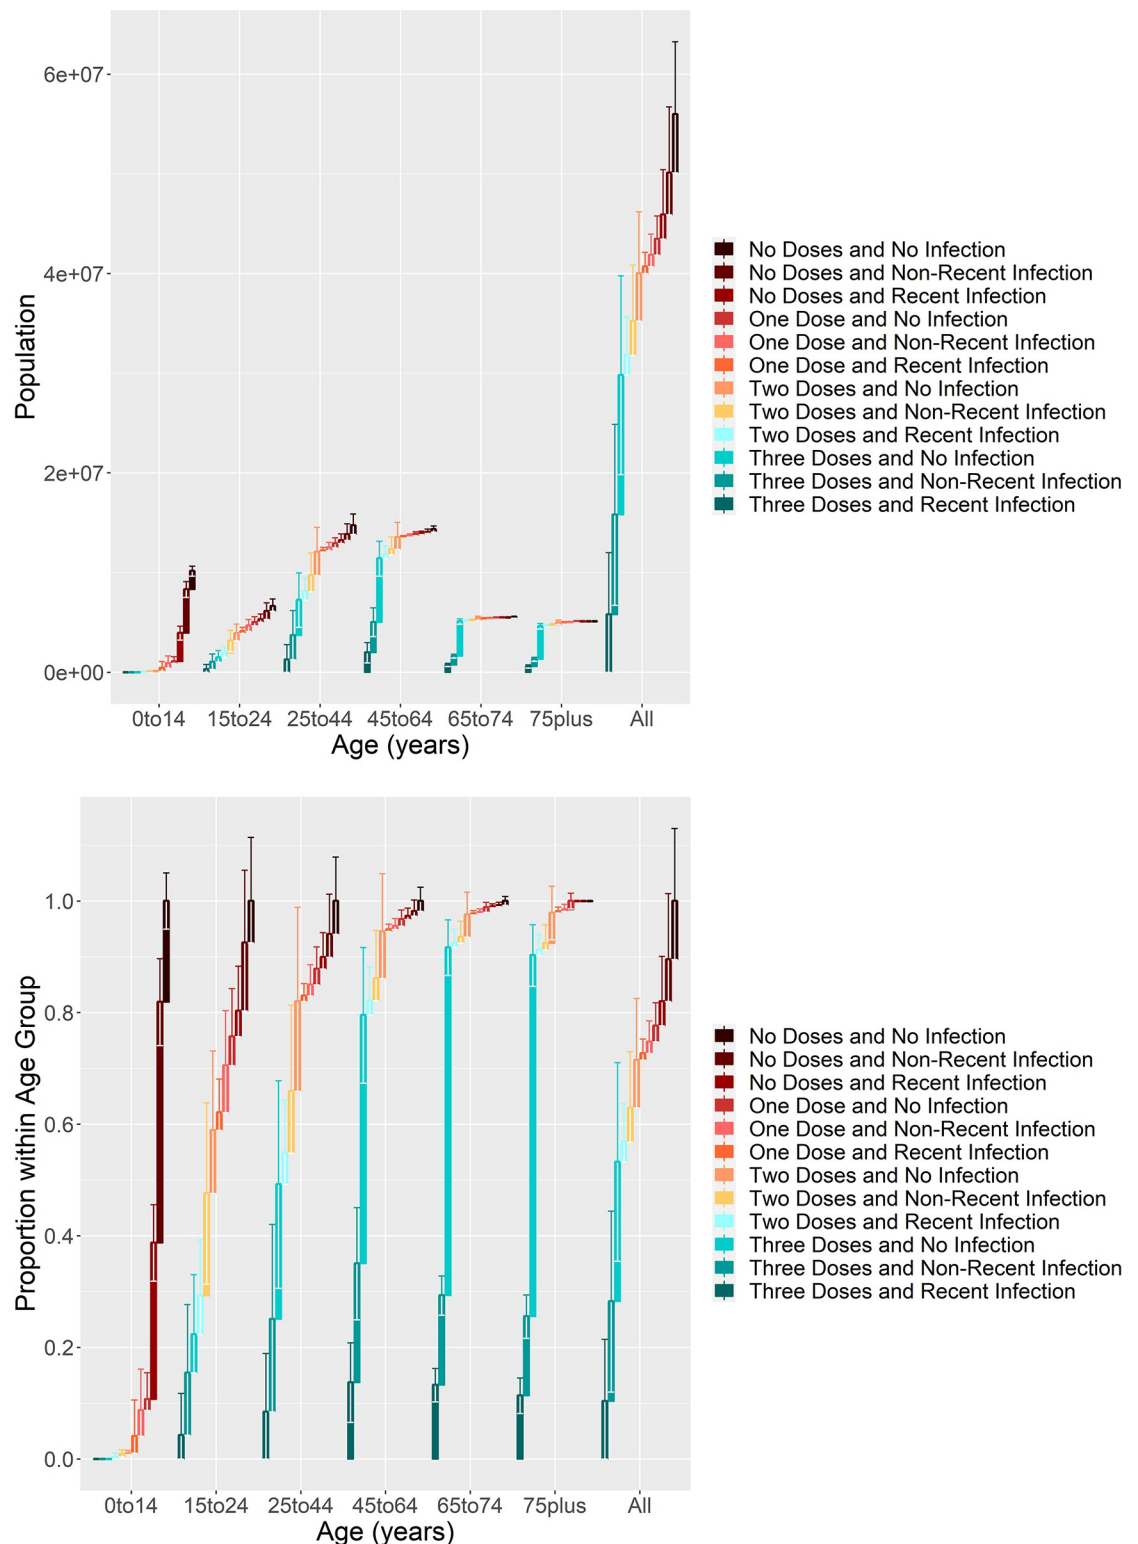 6e+07
4e+07
2e+07
0e+00
Population
0to14 15to24 25to44 45to64 65to74 75plus All
Age (years)
No Doses and No Infection
No Doses and Non-Recent Infection
No Doses and Recent Infection
One Dose and No Infection
One Dose and Non-Recent Infection
One Dose and Recent Infection
Two Doses and No Infection
Two Doses and Non-Recent Infection
Two Doses and Recent Infection
Three Doses and No Infection
Three Doses and Non-Recent Infection
Three Doses and Recent Infection
1.0
0.8
0.6
0.4
0.2
0.0
Proportion within Age Group
0to14 15to24 25to44 45to64 65to74 75plus All
Age (years)
No Doses and No Infection
No Doses and Non-Recent Infection
No Doses and Recent Infection
One Dose and No Infection
One Dose and Non-Recent Infection
One Dose and Recent Infection
Two Doses and No Infection
Two Doses and Non-Recent Infection
Two Doses and Recent Infection
Three Doses and No Infection
Three Doses and Non-Recent Infection
Three Doses and Recent Infection